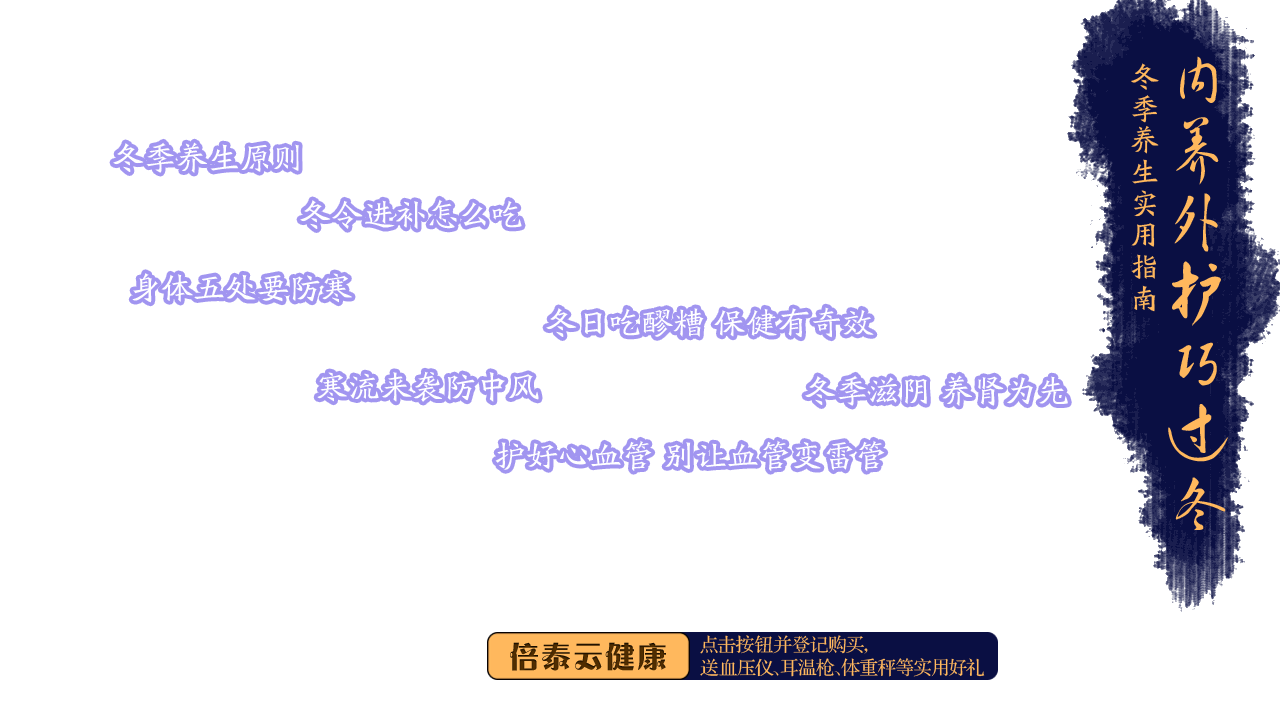 内养外护巧过冬
冬季养生实用指南
冬季养生原则
冬令进补怎么吃
身体五处要防寒
冬日吃醪糟 保健有奇效
寒流来袭防中风
冬季滋阴 养肾为先
护好心血管 别让血管变雷管
倍泰云健康
点击按钮并登记购买,
送血压仪、耳温枪、体重秤等实用好礼